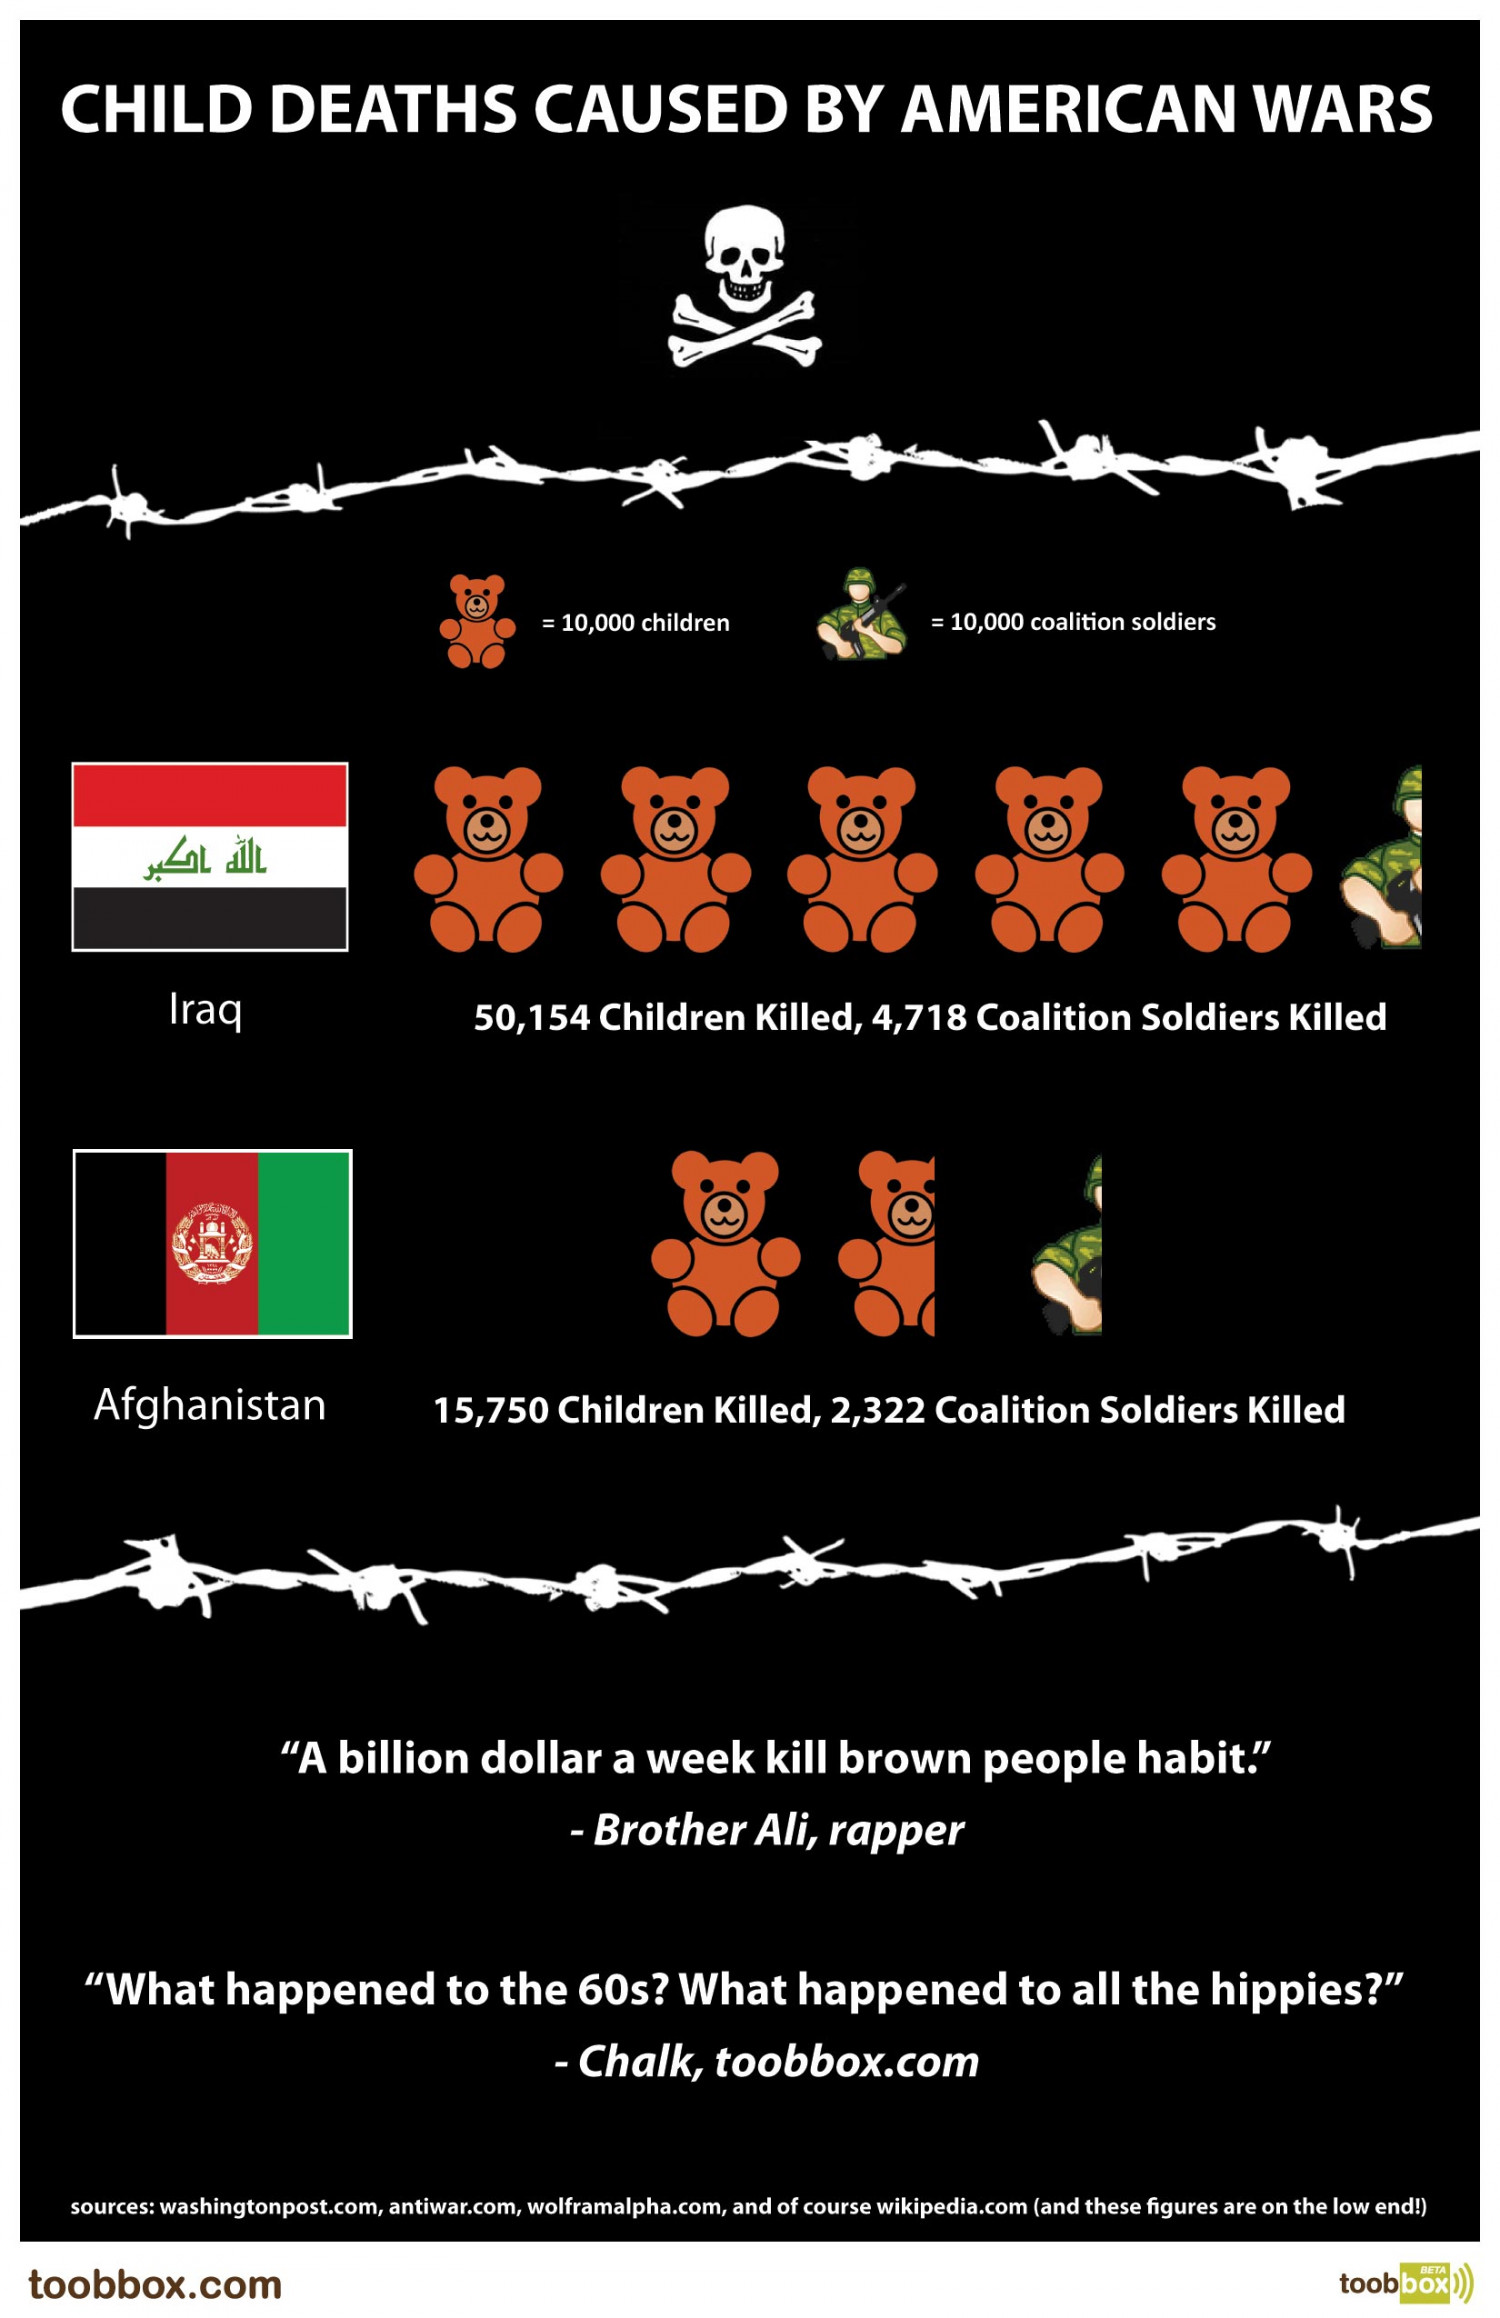 CHILD DEATHS CAUSED BY AMERICAN WARS
= 10,000 children
= 10,000 coalition soldiers
الله اكبر
Iraq
50,154 Children Killed, 4,718 Coalition Soldiers Killed
Afghanistan
15,750 Children Killed, 2,322 Coalition Soldiers Killed
“A billion dollar a week kill brown people habit.”
- Brother Ali, rapper
“What happened to the 60s? What happened to all the hippies?”
- Chalk, toobbox.com
sources: washingtonpost.com, antiwar.com, wolframalpha.com, and of course wikipedia.com (and these figures are on the low end!)
toobbox.com
BETA
toobbox